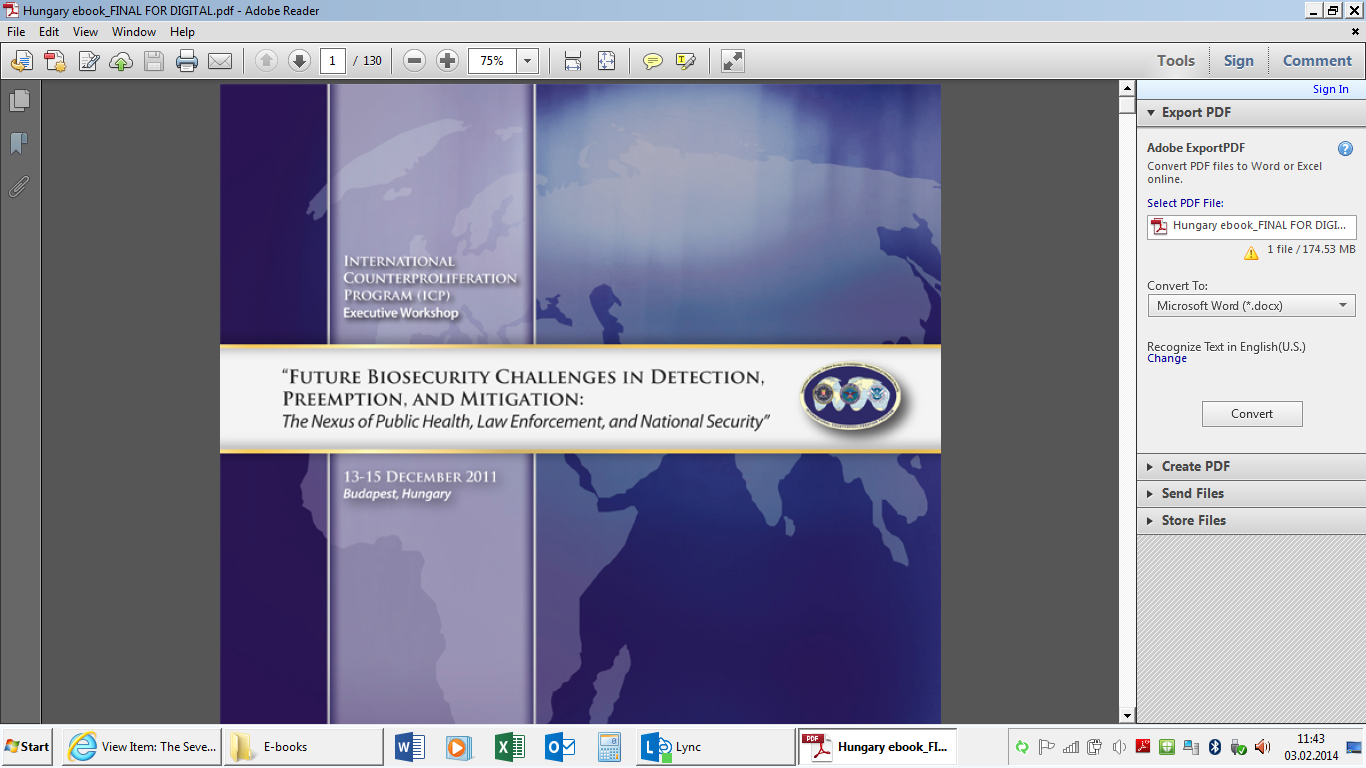 Hungary ebook_FINAL FOR DIGITAL.pdf - Adobe Reader
File Edit View Window Help
1 / 130
75%
Tools
Sign
Comment
Sign In
Export PDF
Adobe ExportPDF
Convert PDF files to Word or Excel
online.
Select PDF File:
Hungary ebook_FINAL FOR DIGI...
1 file / 174.53 MB
Convert To:
Microsoft Word (*.docx)
Recognize Text in English(U.S.)
Change
Convert
Create PDF
Send Files
Store Files
International
Counterproliferation
Program (ICP)
Executive Workshop
“Future Biosecurity Challenges in Detection,
Preemption, and Mitigation:
The Nexus of Public Health, Law Enforcement, and National Security”
13-15 December 2011
Budapest, Hungary
Start
View Item: The Seve...
E-books
Lync
Hungary ebook_FI...
11:43
03.02.2014